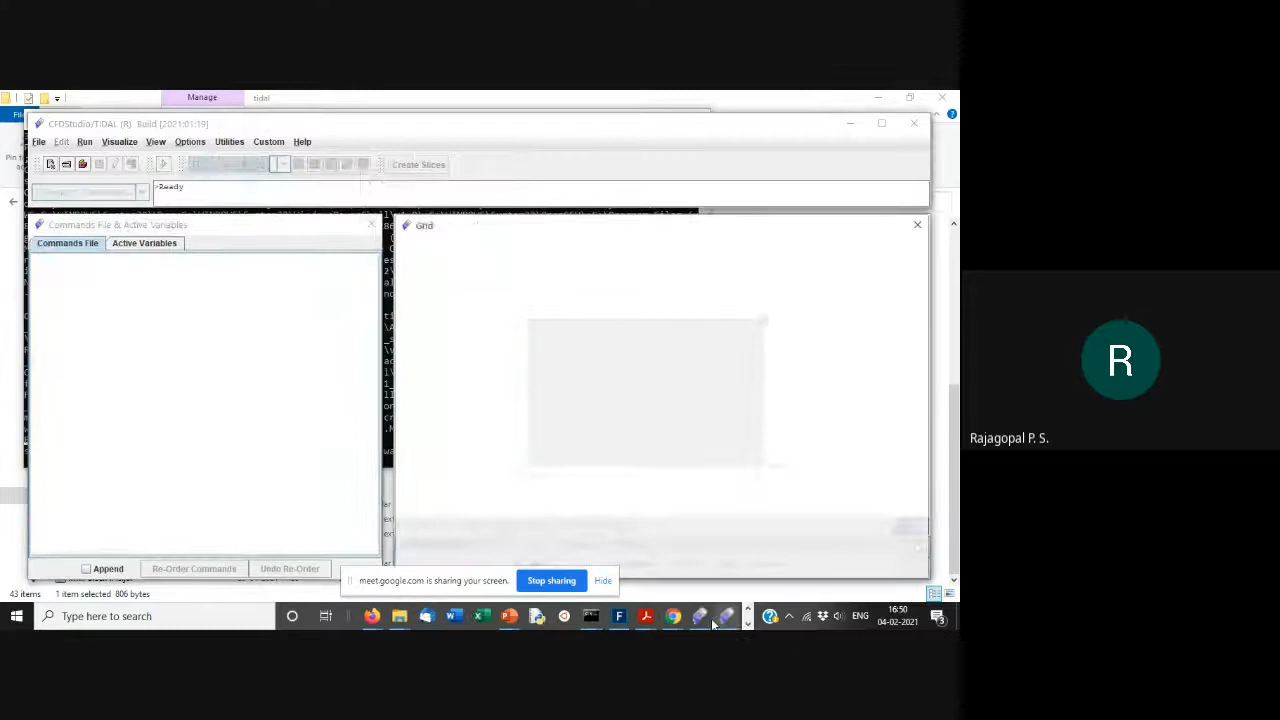 Manage
tidal
CFDStudio/TiDAL (R). Build [2021:01:19]
File Edit Run Visualize View Options Utilities Custom Help
Create Slices
>Ready
Commands File & Active Variables
Grid
Commands File
Active Variables
Append
Re-Order Commands
Undo Re-Order
meet.google.com is sharing your screen.
Stop sharing
Hide
43 items
1 item selected 806 bytes
Type here to search
ENG
16:50
04-02-2021
3
R
Rajagopal P. S.